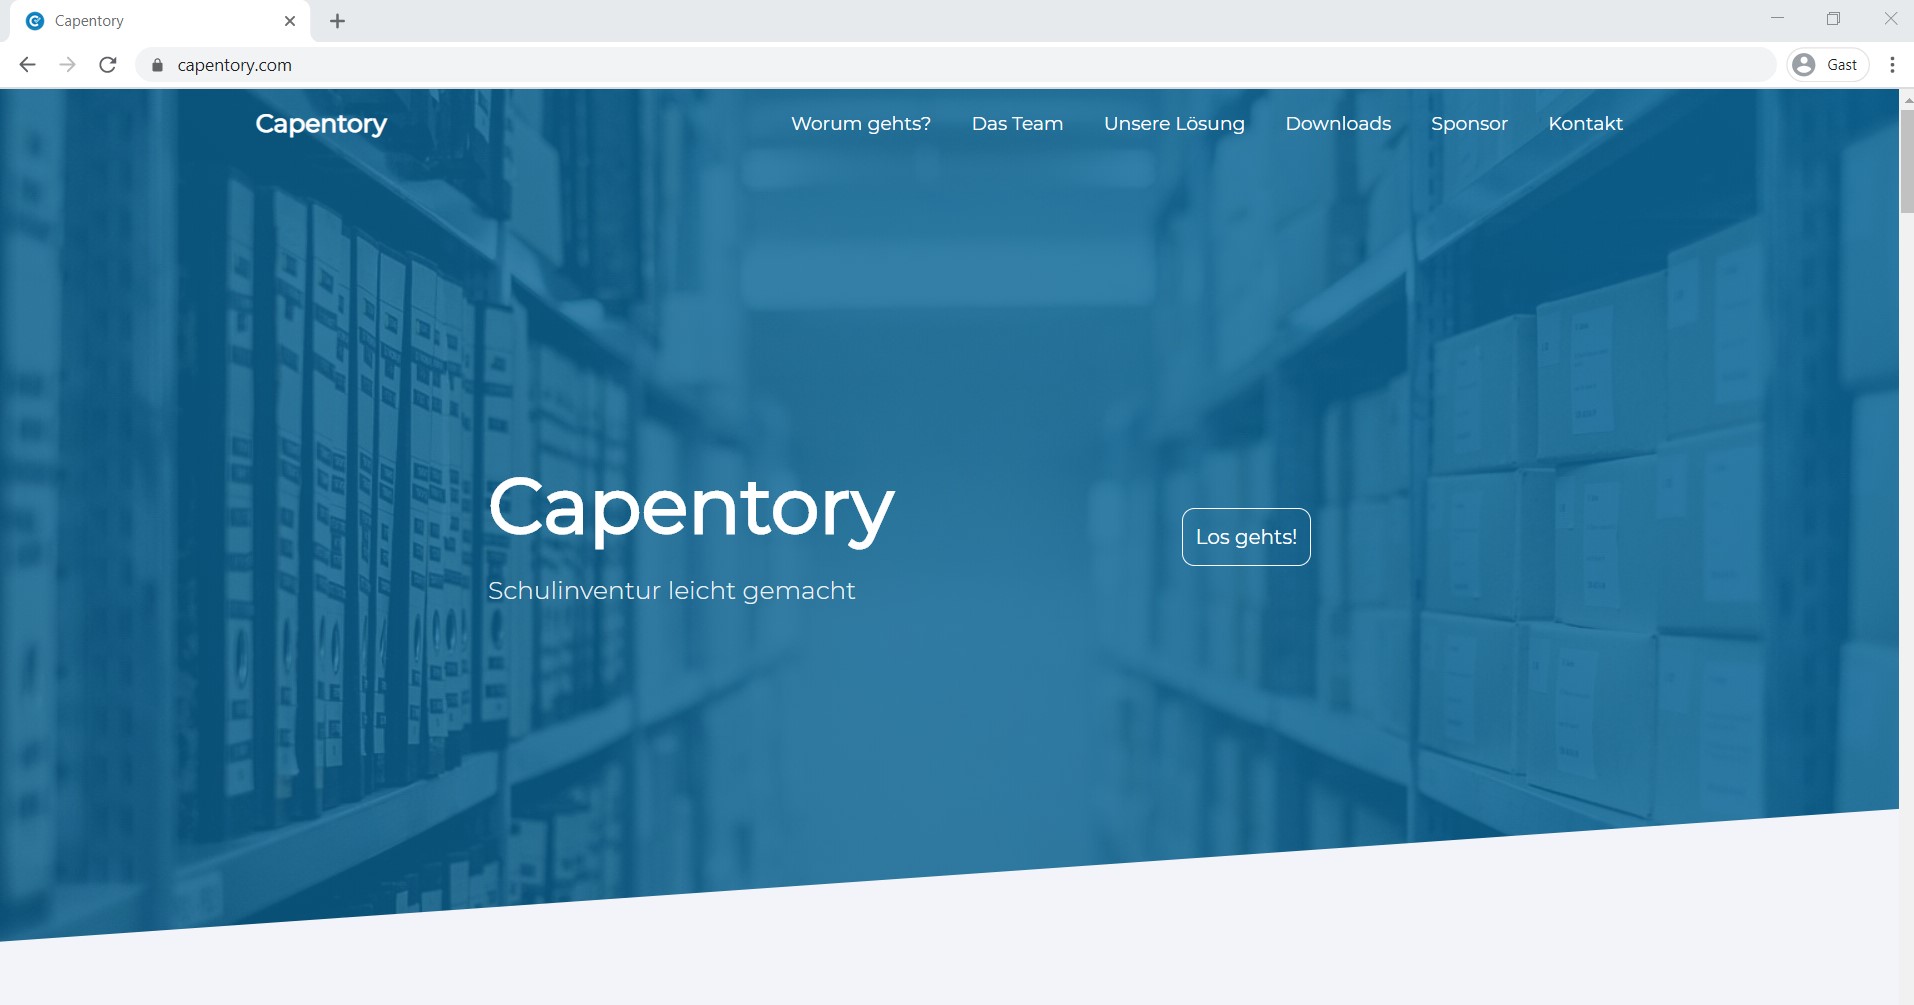 Capentory
capentory.com
Gast
Capentory
Worum gehts?
Das Team
Unsere Lösung
Downloads
Sponsor
Kontakt
Capentory
Schulinventur leicht gemacht
Los gehts!